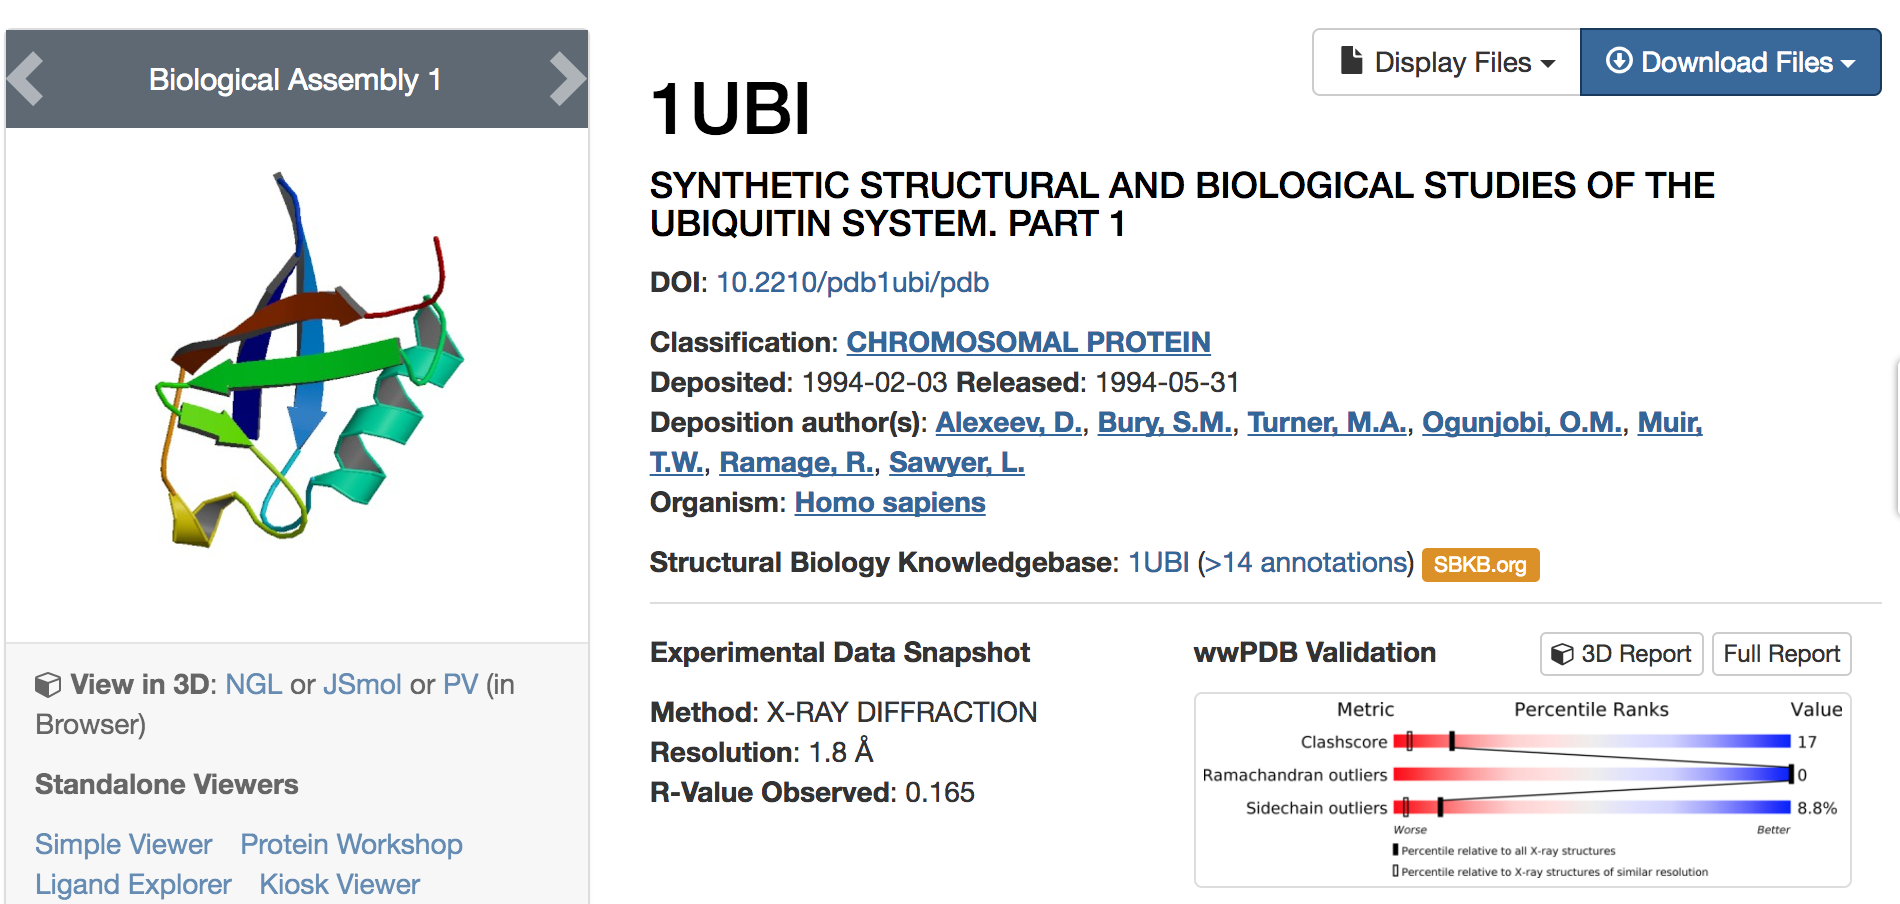 Biological Assembly 1
View in 3D: NGL or JSmol or PV (in
Browser)
Standalone Viewers
Simple Viewer Protein Workshop
Ligand Explorer Kiosk Viewer
Display Files
Download Files
1UBI
SYNTHETIC STRUCTURAL AND BIOLOGICAL STUDIES OF THE
UBIQUITIN SYSTEM. PART 1
DOI: 10.2210/pdb1ubi/pdb
Classification: CHROMOSOMAL PROTEIN
Deposited: 1994-02-03 Released: 1994-05-31
Deposition author(s): Alexeev, D., Bury, S.M., Turner, M.A., Ogunjobi, O.M., Muir,
T.W., Ramage, R., Sawyer, L.
Organism: Homo sapiens
Structural Biology Knowledgebase: 1UBI (>14 annotations) SBKB.org
Experimental Data Snapshot
Method: X-RAY DIFFRACTION
Resolution: 1.8 Å
R-Value Observed: 0.165
wwPDB Validation
3D Report
Full Report
Metric Percentile Ranks Value
Clashscore 17
Ramachandran outliers 0
Sidechain outliers 8.8%
Worse Better
Percentile relative to all X-ray structures
Percentile relative to X-ray structures of similar resolution